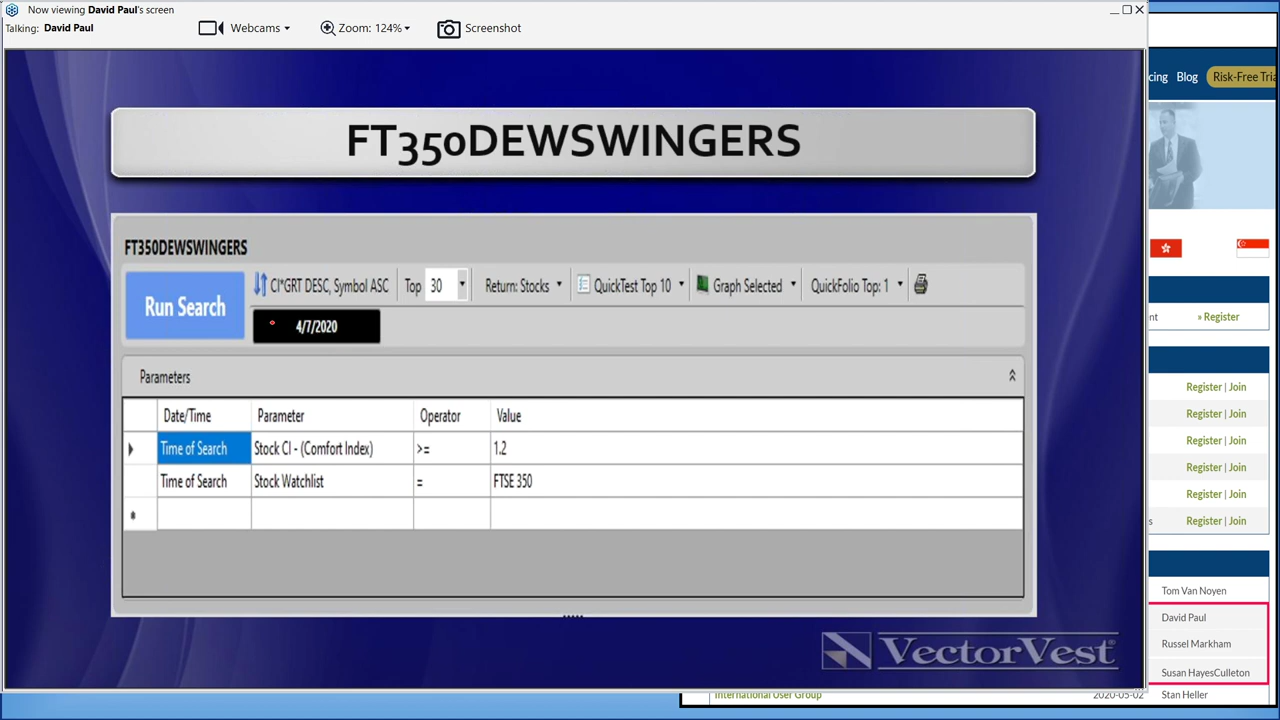 Now viewing David Paul's screen
Talking: David Paul
Webcams
Zoom: 124%
Screenshot
cing Blog Risk-Free Tria
FT350DEWSWINGERS
FT350DEWSWINGERS
Run Search
CI*GRT DESC, Symbol ASC
Top 30
Return: Stocks
QuickTest Top 10
Graph Selected
QuickFolio Top: 1
4/7/2020
Parameters
Date/Time Parameter Operator Value
Time of Search Stock CI - (Comfort Index) >= 1.2
Time of Search Stock Watchlist = FTSE 350
VectorVest
nt » Register
Register | Join
Register | Join
Register | Join
Register | Join
Register | Join
s Register | Join
Tom Van Noyen
David Paul
Russel Markham
Susan HayesCulleton
International User Group 2020-05-02 Stan Heller